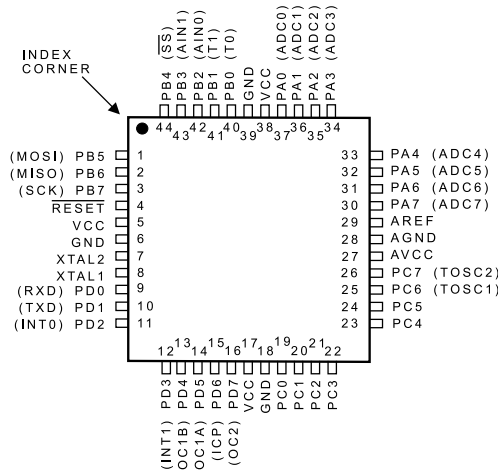 INDEX
CORNER
(SS) PB4
(AIN1) PB3
(AIN0) PB2
(T1) PB1
(T0) PB0
GND
VCC
PA0 (ADC0)
PA1 (ADC1)
PA2 (ADC2)
PA3 (ADC3)
44 43 42 41 40 39 38 37 36 35 34
(MOSI) PB5 1
(MISO) PB6 2
(SCK) PB7 3
RESET 4
VCC 5
GND 6
XTAL2 7
XTAL1 8
(RXD) PD0 9
(TXD) PD1 10
(INT0) PD2 11
33 PA4 (ADC4)
32 PA5 (ADC5)
31 PA6 (ADC6)
30 PA7 (ADC7)
29 AREF
28 AGND
27 AVCC
26 PC7 (TOSC2)
25 PC6 (TOSC1)
24 PC5
23 PC4
12 13 14 15 16 17 18 19 20 21 22
(INT1) PD3
OC1B) PD4
OC1A) PD5
(ICP) PD6
(OC2) PD7
VCC
GND
PC0
PC1
PC2
PC3